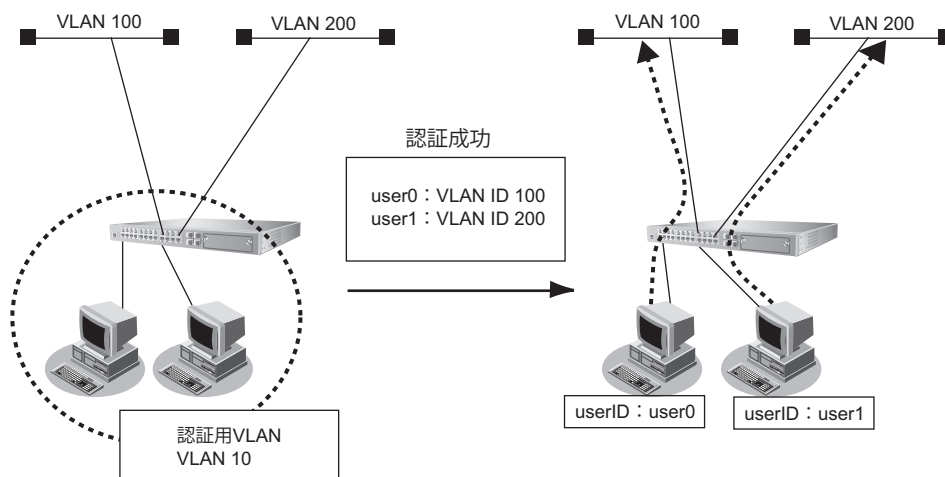 VLAN 100
VLAN 200
認証用VLAN
VLAN 10
認証成功
user0：VLAN ID 100
user1：VLAN ID 200
VLAN 100
VLAN 200
userID：user0
userID：user1